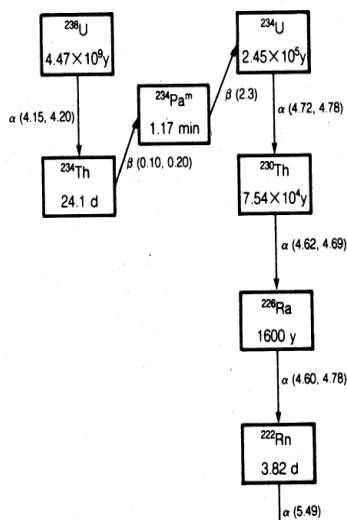 ²³⁸U
4.47×10⁹y
α (4.15, 4.20)
²³⁴Th
24.1 d
β (0.10, 0.20)
²³⁴Paᵐ
1.17 min
β (2.3)
²³⁴U
2.45×10⁵y
α (4.72, 4.78)
²³⁰Th
7.54×10⁴y
α (4.62, 4.69)
²²⁶Ra
1600 y
α (4.60, 4.78)
²²²Rn
3.82 d
α (5.49)